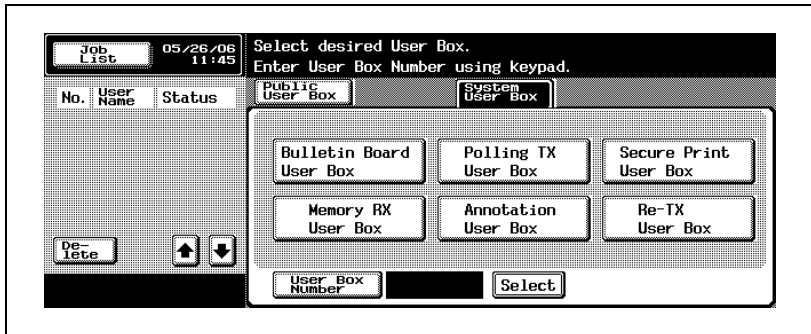 Job List
05/26/06
11:45
Select desired User Box.
Enter User Box Number using keypad.
No.
User Name
Status
Public User Box
System User Box
Bulletin Board User Box
Polling TX User Box
Secure Print User Box
Memory RX User Box
Annotation User Box
Re-TX User Box
De-lete
User Box Number
Select